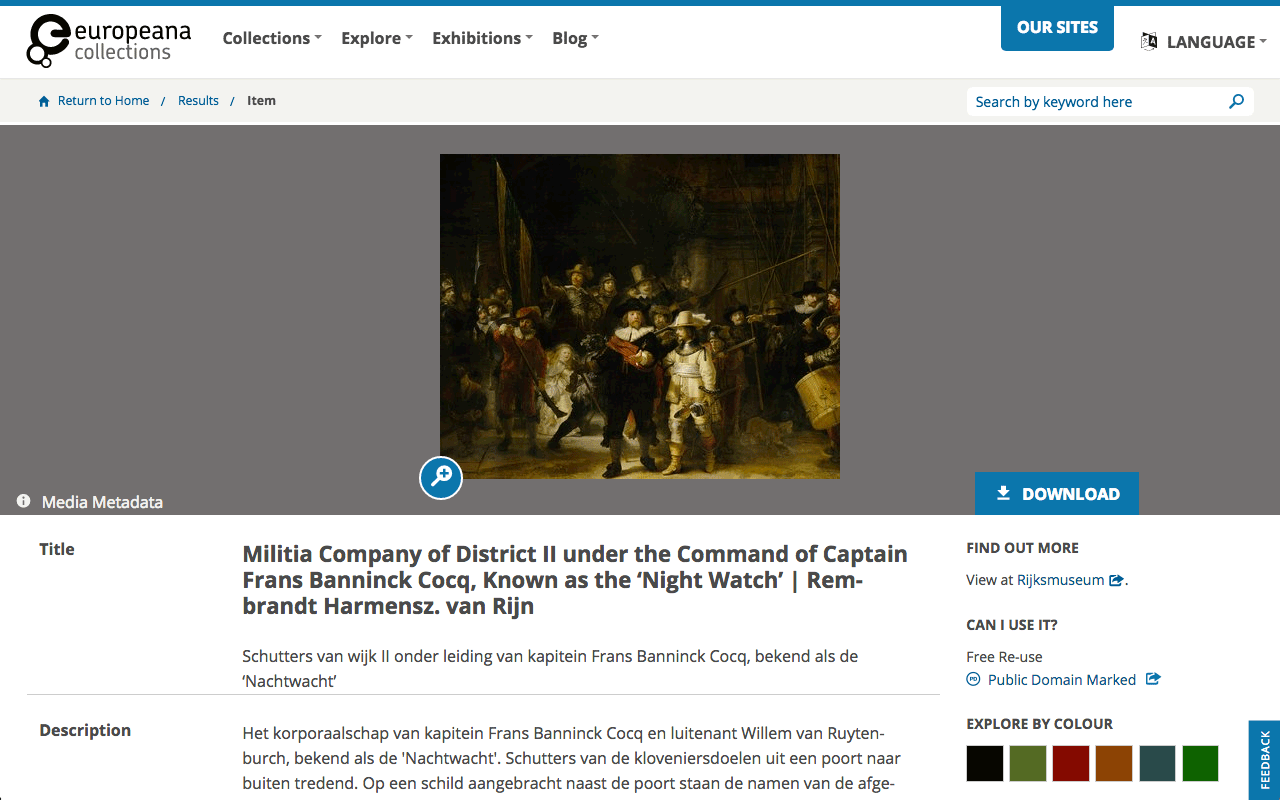 europeana
collections
Collections
Explore
Exhibitions
Blog
OUR SITES
LANGUAGE
Return to Home / Results / Item
Search by keyword here
Media Metadata
DOWNLOAD
Title
Militia Company of District II under the Command of Captain
Frans Banninck Cocq, Known as the ‘Night Watch’ | Rem-
brandt Harmensz. van Rijn
Schutters van wijk II onder leiding van kapitein Frans Banninck Cocq, bekend als de
‘Nachtwacht’
Description
Het korporaalschap van kapitein Frans Banninck Cocq en luitenant Willem van Ruyten-
burch, bekend als de 'Nachtwacht'. Schutters van de kloveniersdoelen uit een poort naar
buiten tredend. Op een schild aangebracht naast de poort staan de namen van de afge-
FIND OUT MORE
View at Rijksmuseum .
CAN I USE IT?
Free Re-use
PD Public Domain Marked
EXPLORE BY COLOUR
FEEDBACK